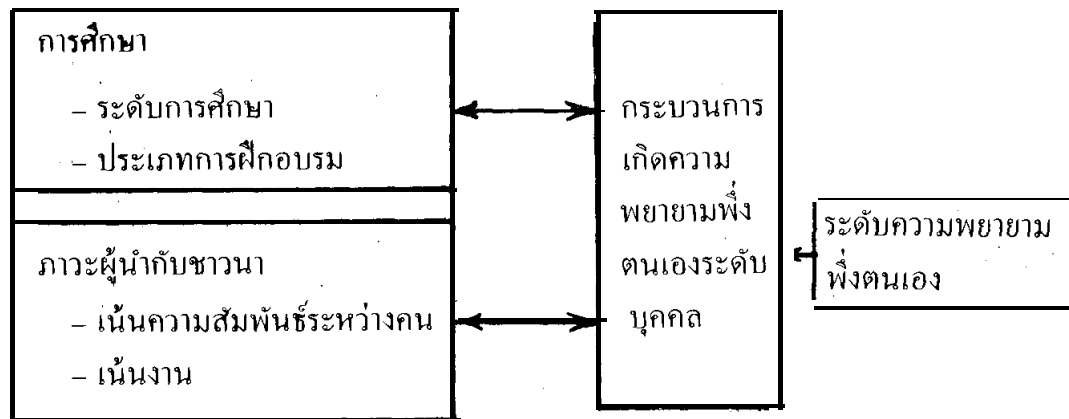 การศึกษา
– ระดับการศึกษา
– ประเภทการฝึกอบรม
ภาวะผู้นำกับชาวนา
– เน้นความสัมพันธ์ระหว่างคน
– เน้นงาน
กระบวนการ
เกิดความ
พยายามพึ่ง
ตนเองระดับ
บุคคล
ระดับความพยายาม
พึ่งตนเอง